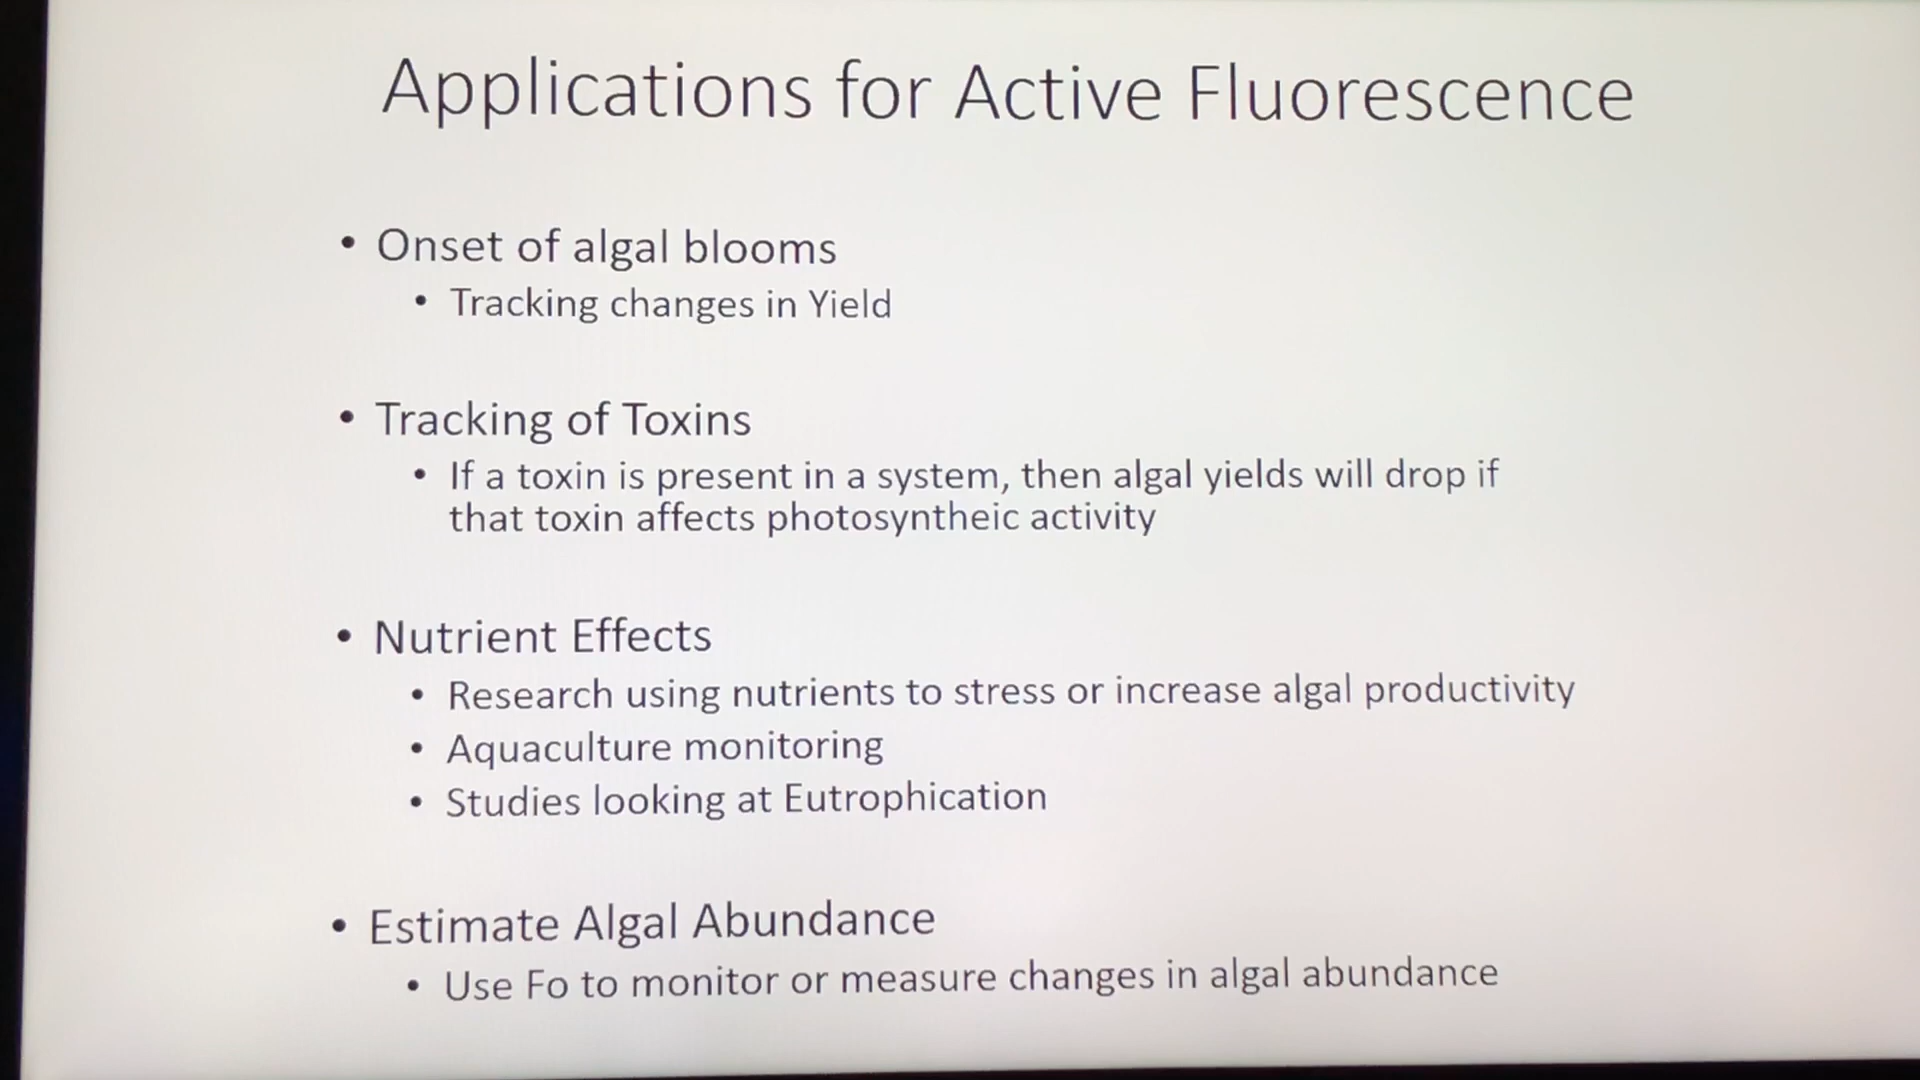 Applications for Active Fluorescence
• Onset of algal blooms
• Tracking changes in Yield
• Tracking of Toxins
• If a toxin is present in a system, then algal yields will drop if
that toxin affects photosyntheic activity
• Nutrient Effects
• Research using nutrients to stress or increase algal productivity
• Aquaculture monitoring
• Studies looking at Eutrophication
• Estimate Algal Abundance
• Use Fo to monitor or measure changes in algal abundance